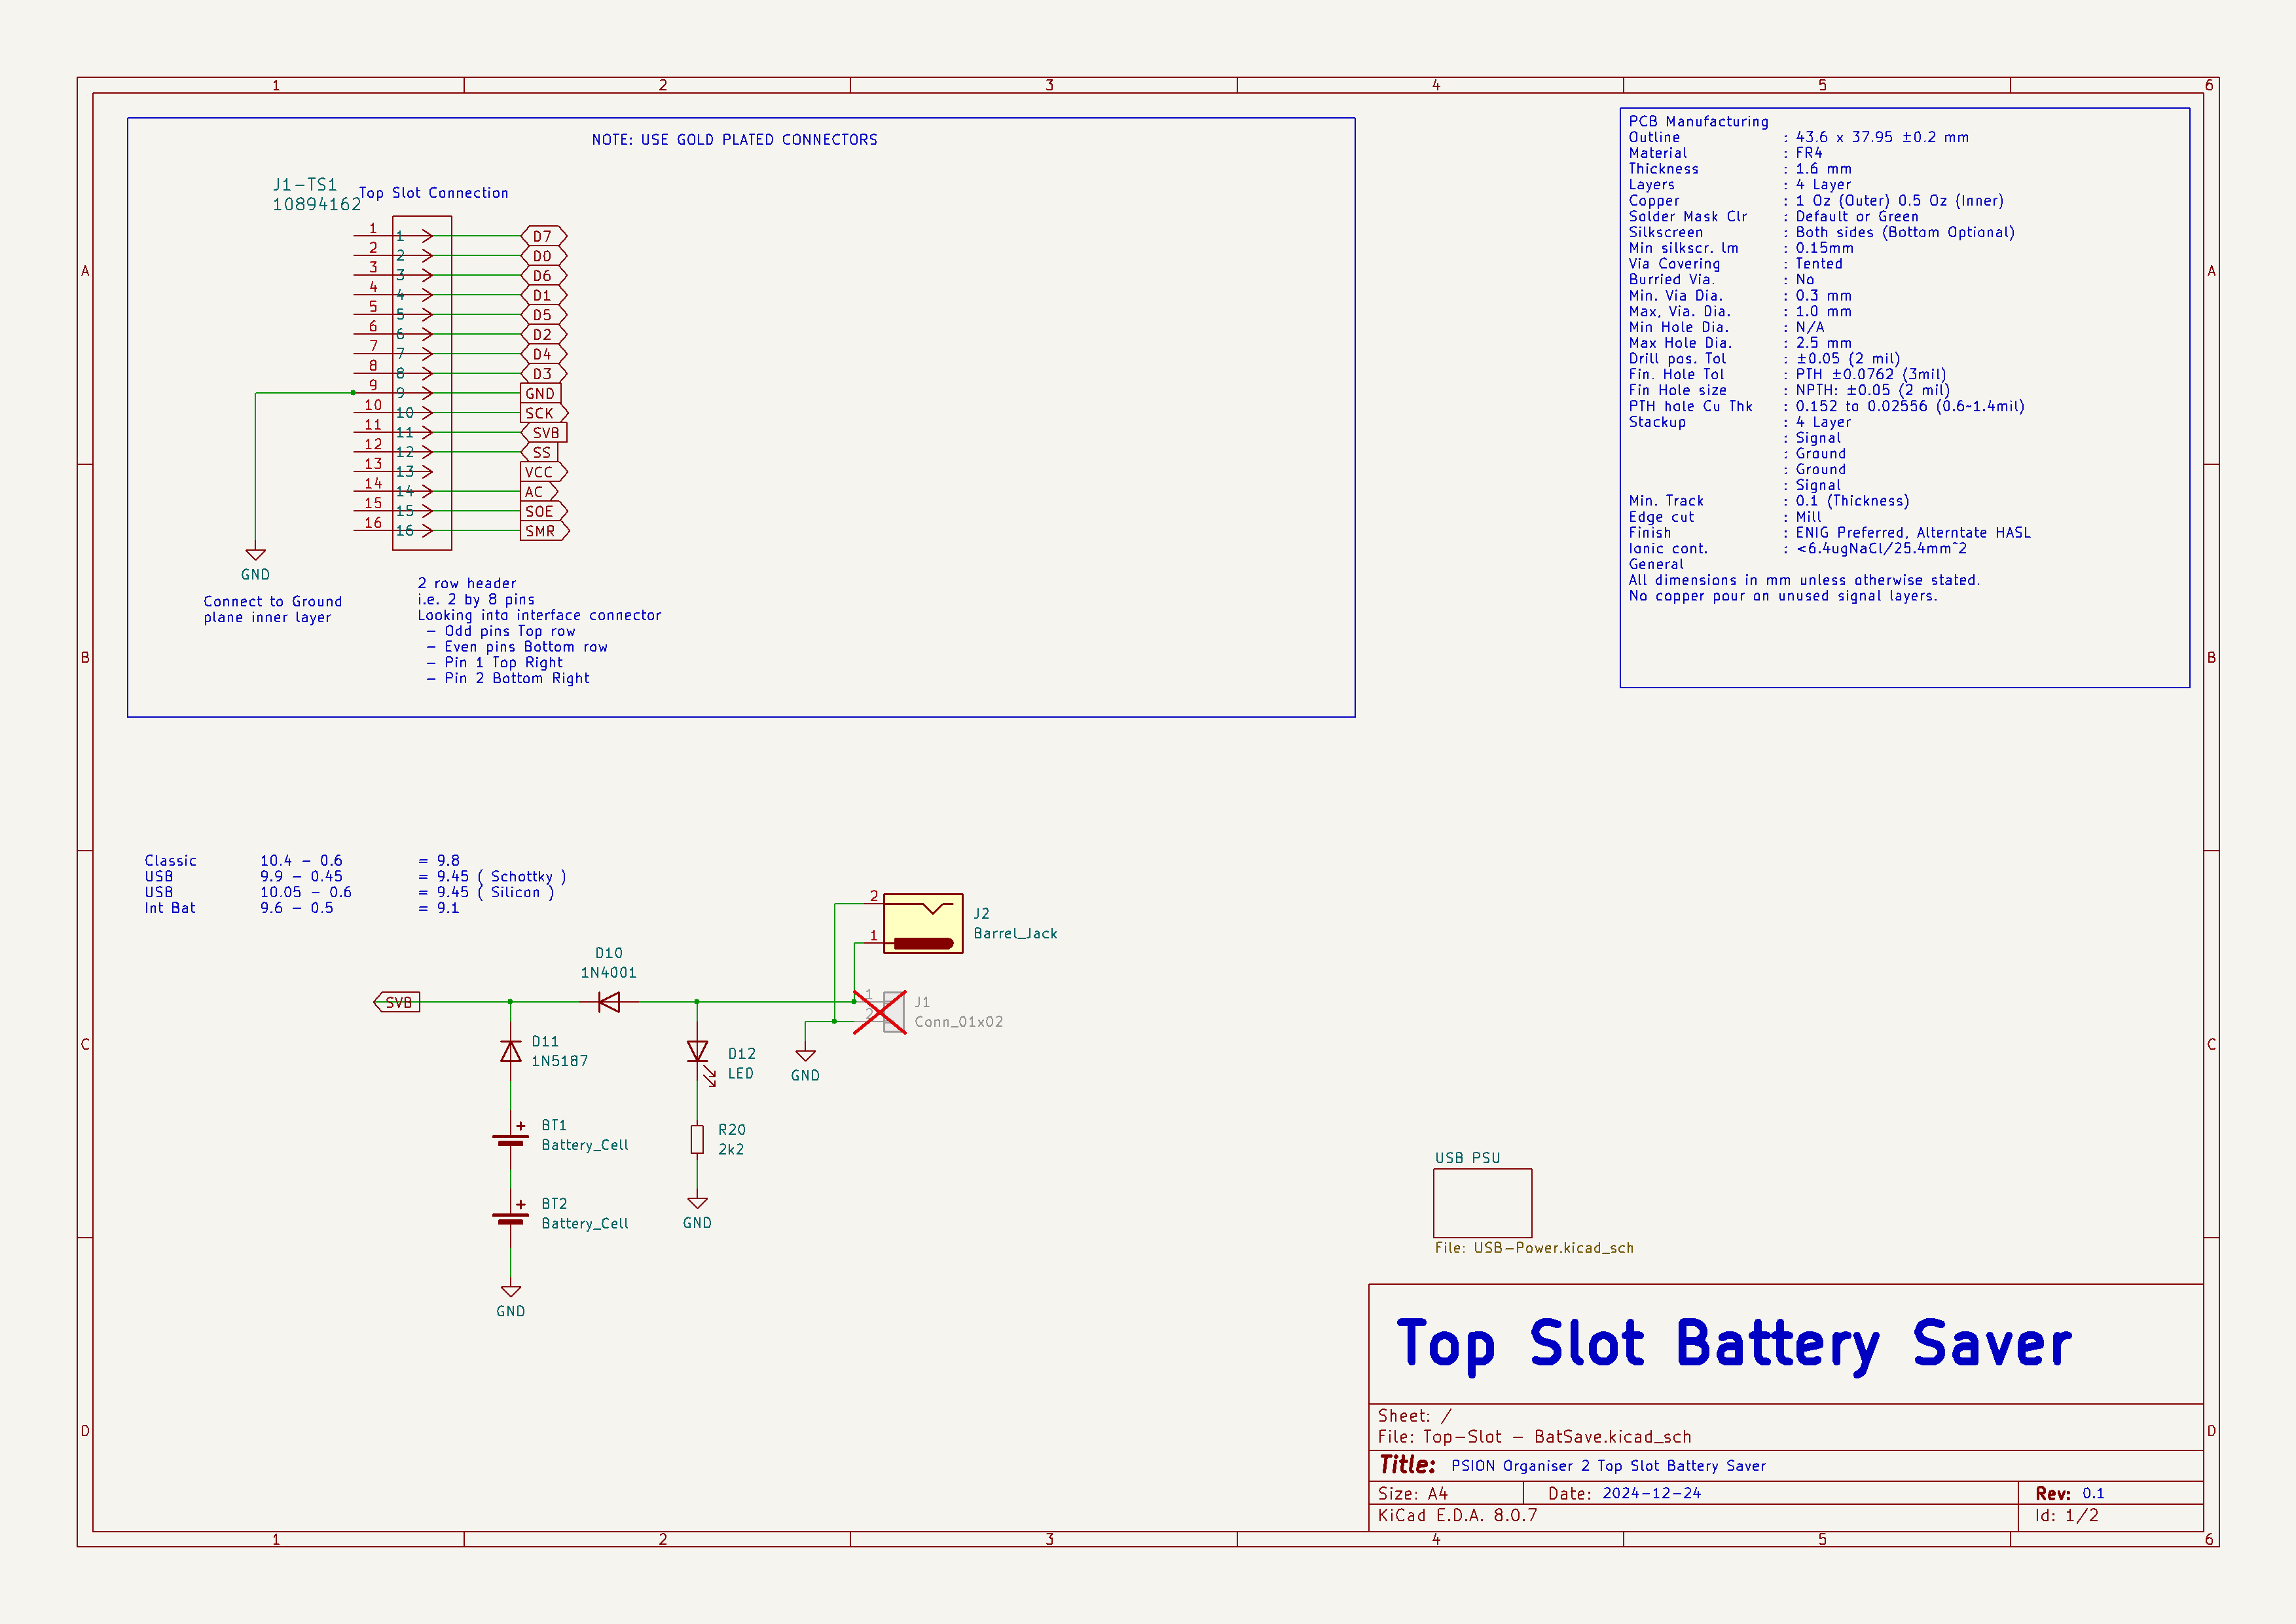 1 2 3 4 5 6
A
B
C
D
NOTE: USE GOLD PLATED CONNECTORS
J1-TS1
10894162
Top Slot Connection
1 1 D7
2 2 D0
3 3 D6
4 4 D1
5 5 D5
6 6 D2
7 7 D4
8 8 D3
9 9 GND
10 10 SCK
11 11 SVB
12 12 SS
13 13 VCC
14 14 AC
15 15 SOE
16 16 SMR
GND
Connect to Ground
plane inner layer
2 row header
i.e. 2 by 8 pins
Looking into interface connector
- Odd pins Top row
- Even pins Bottom row
- Pin 1 Top Right
- Pin 2 Bottom Right
PCB Manufacturing
Outline : 43.6 x 37.95 ±0.2 mm
Material : FR4
Thickness : 1.6 mm
Layers : 4 Layer
Copper : 1 Oz (Outer) 0.5 Oz (Inner)
Solder Mask Clr : Default or Green
Silkscreen : Both sides (Bottom Optional)
Min silkscr. lm : 0.15mm
Via Covering : Tented
Burried Via. : No
Min. Via Dia. : 0.3 mm
Max, Via. Dia. : 1.0 mm
Min Hole Dia. : N/A
Max Hole Dia. : 2.5 mm
Drill pos. Tol : ±0.05 (2 mil)
Fin. Hole Tol : PTH ±0.0762 (3mil)
Fin Hole size : NPTH: ±0.05 (2 mil)
PTH hole Cu Thk : 0.152 to 0.02556 (0.6~1.4mil)
Stackup : 4 Layer
: Signal
: Ground
: Ground
: Signal
Min. Track : 0.1 (Thickness)
Edge cut : Mill
Finish : ENIG Preferred, Alterntate HASL
Ionic cont. : <6.4ugNaCl/25.4mm^2
General
All dimensions in mm unless otherwise stated.
No copper pour on unused signal layers.
Classic 10.4 - 0.6 = 9.8
USB 9.9 - 0.45 = 9.45 ( Schottky )
USB 10.05 - 0.6 = 9.45 ( Silicon )
Int Bat 9.6 - 0.5 = 9.1
2
1
J2
Barrel_Jack
D10
1N4001
SVB
1
2
J1
Conn_01x02
D11
1N5187
D12
LED
GND
BT1
Battery_Cell
R20
2k2
BT2
Battery_Cell
GND
GND
USB PSU
File: USB-Power.kicad_sch
Top Slot Battery Saver
Sheet: /
File: Top-Slot - BatSave.kicad_sch
Title: PSION Organiser 2 Top Slot Battery Saver
Size: A4 Date: 2024-12-24 Rev: 0.1
KiCad E.D.A. 8.0.7 Id: 1/2
A
B
C
D
1 2 3 4 5 6